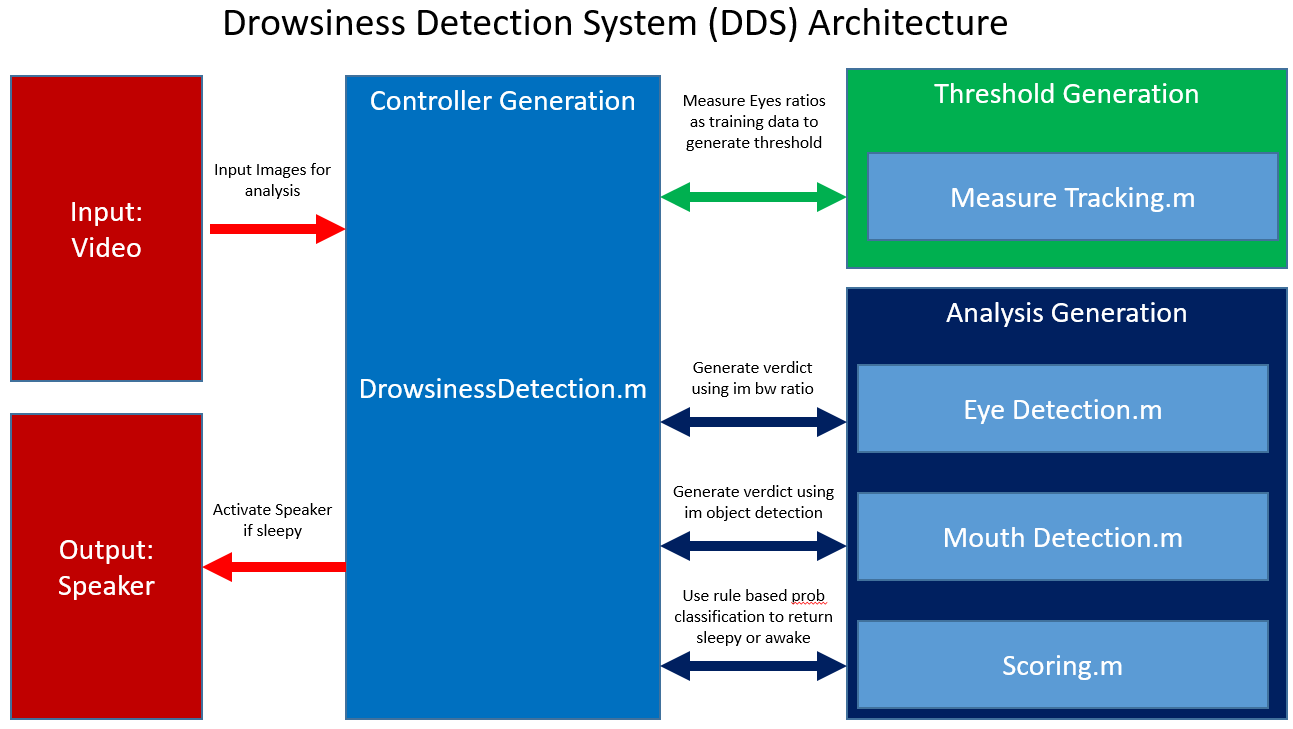 Drowsiness Detection System (DDS) Architecture
Input:
Video
Input Images for
analysis
Controller Generation
DrowsinessDetection.m
Measure Eyes ratios
as training data to
generate threshold
Threshold Generation
Measure Tracking.m
Analysis Generation
Generate verdict
using im bw ratio
Eye Detection.m
Generate verdict using
im object detection
Mouth Detection.m
Use rule based prob
classification to return
sleepy or awake
Scoring.m
Activate Speaker
if sleepy
Output:
Speaker